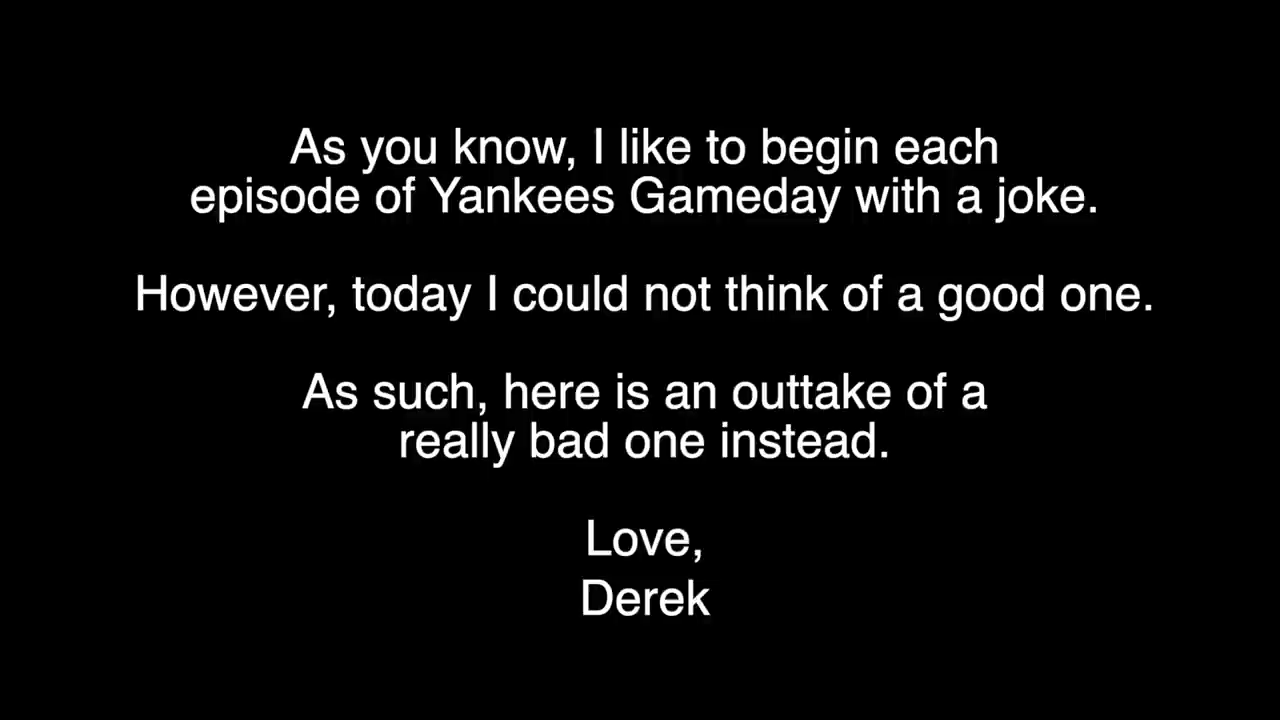 As you know, I like to begin each
episode of Yankees Gameday with a joke.
However, today I could not think of a good one.
As such, here is an outtake of a
really bad one instead.
Love,
Derek